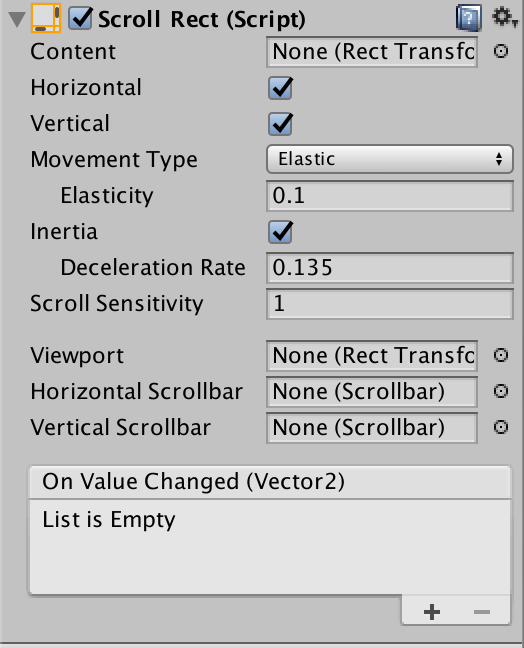 Scroll Rect (Script)
Content None (Rect Transfo
Horizontal
Vertical
Movement Type Elastic
Elasticity 0.1
Inertia
Deceleration Rate 0.135
Scroll Sensitivity 1
Viewport None (Rect Transfo
Horizontal Scrollbar None (Scrollbar)
Vertical Scrollbar None (Scrollbar)
On Value Changed (Vector2)
List is Empty